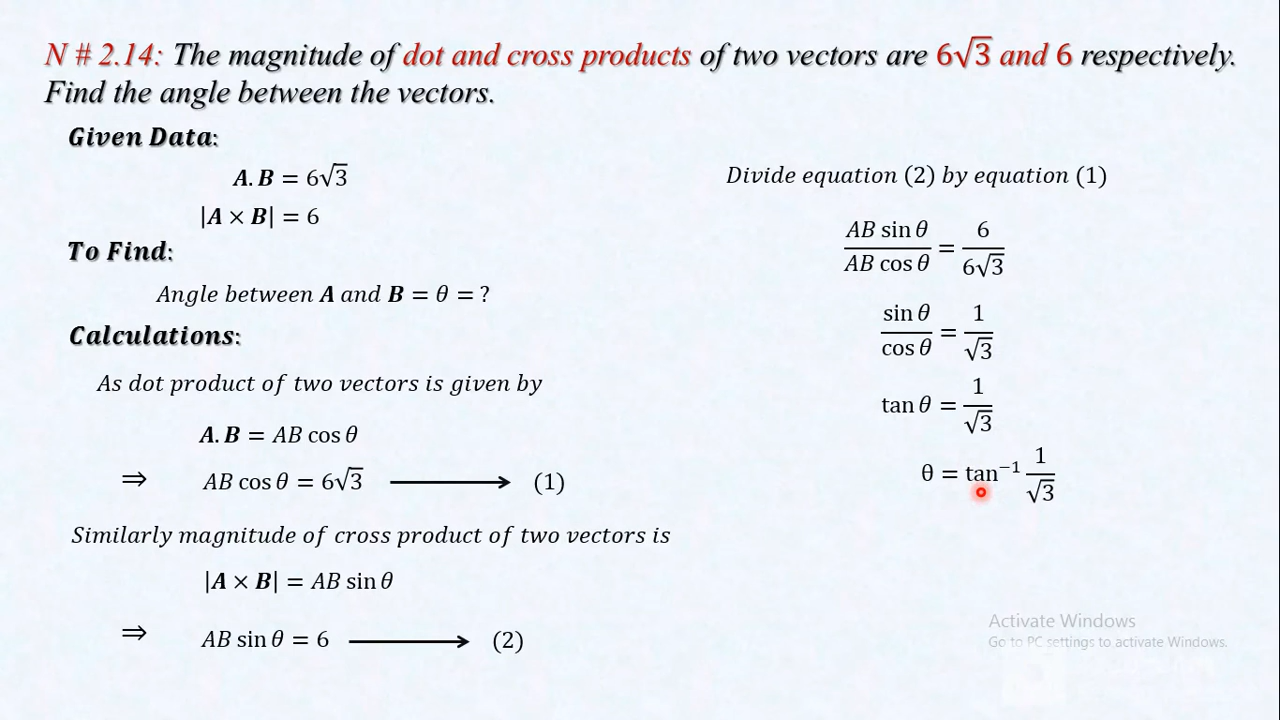 N # 2.14: The magnitude of dot and cross products of two vectors are 6√3 and 6 respectively.
Find the angle between the vectors.
Given Data:
A.B = 6√3
|A × B| = 6
To Find:
Angle between A and B = θ = ?
Calculations:
As dot product of two vectors is given by
A.B = AB cos θ
⇒ AB cos θ = 6√3 ⟶ (1)
Similarly magnitude of cross product of two vectors is
|A × B| = AB sin θ
⇒ AB sin θ = 6 ⟶ (2)
Divide equation (2) by equation (1)
AB sin θ / AB cos θ = 6 / 6√3
sin θ / cos θ = 1 / √3
tan θ = 1 / √3
θ = tan⁻¹ 1 / √3
Activate Windows
Go to PC settings to activate Windows.